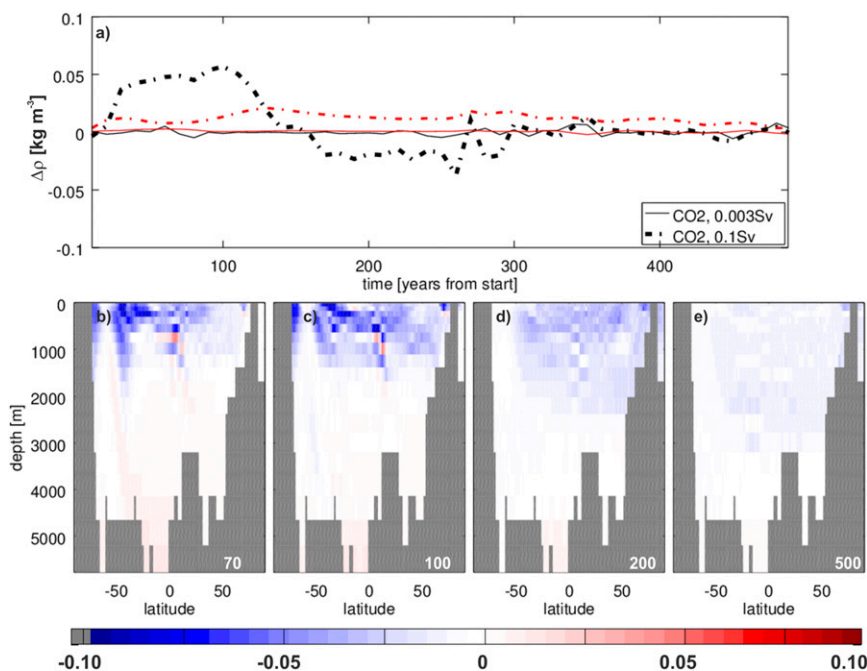 0.1
a)
0.05
0
-0.05
-0.1
Δρ [kg m⁻³]
CO2, 0.003Sv
CO2, 0.1Sv
100 200 300 400
time [years from start]
b) c) d) e)
0
1000
2000
3000
4000
5000
depth [m]
70 100 200 500
-50 0 50 -50 0 50 -50 0 50 -50 0 50
latitude latitude latitude latitude
-0.10 -0.05 0 0.05 0.10